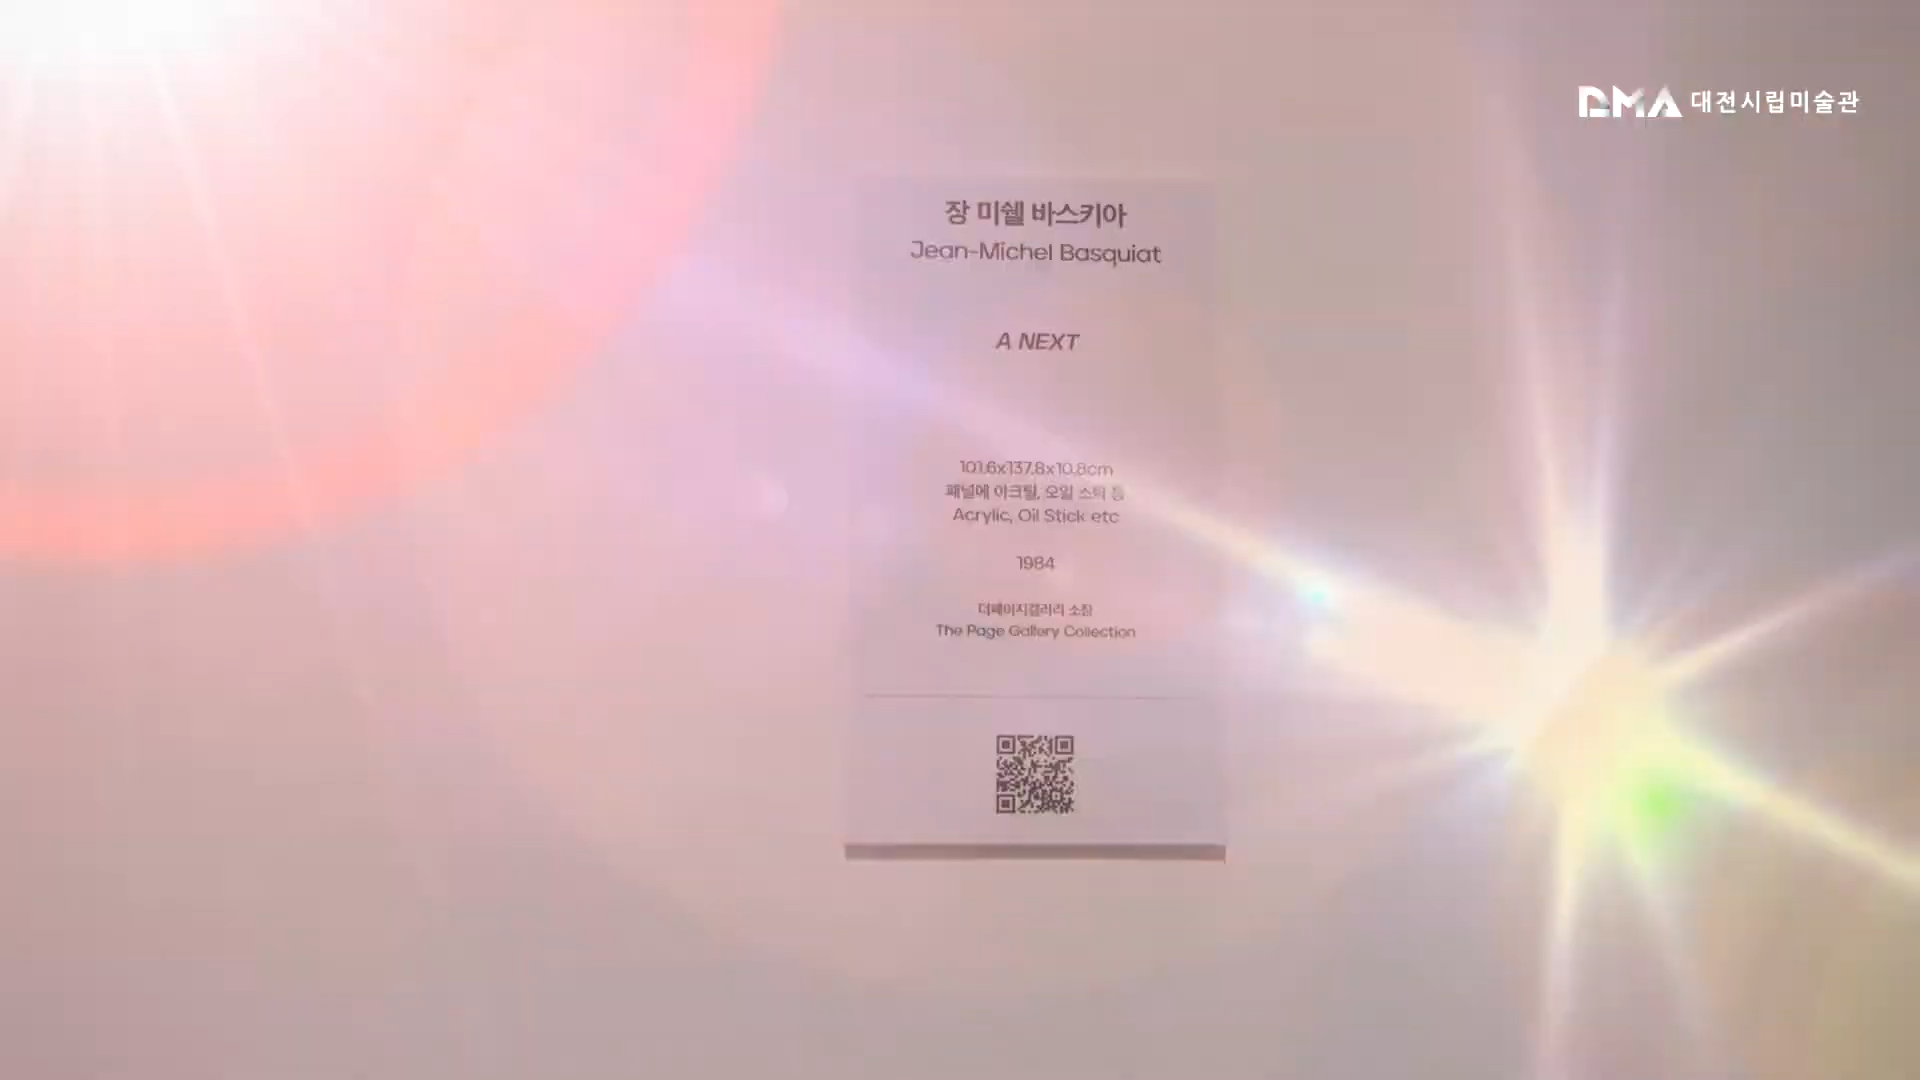 DMA 대전시립미술관
장 미쉘 바스키아
Jean-Michel Basquiat
A NEXT
101.6x137.8x10.8cm
패널에 아크릴, 오일 스틱 등
Acrylic, Oil Stick etc
1984
더페이지갤러리 소장
The Page Gallery Collection